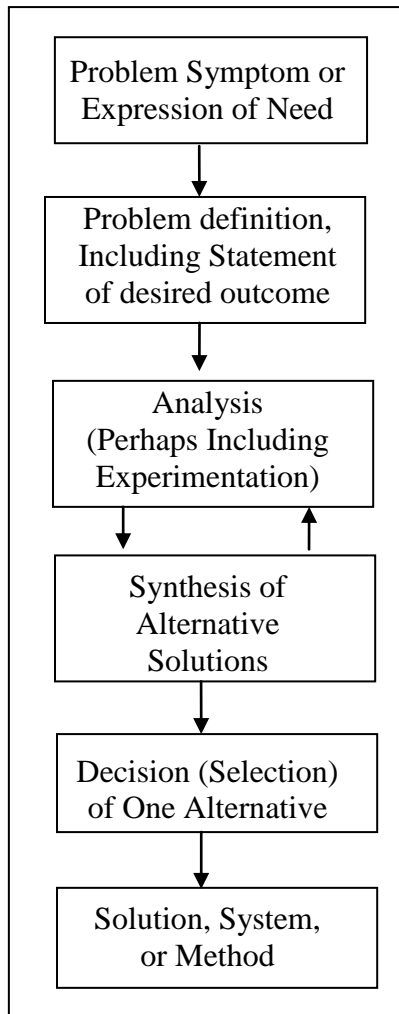 Problem Symptom or
Expression of Need
Problem definition,
Including Statement
of desired outcome
Analysis
(Perhaps Including
Experimentation)
Synthesis of
Alternative
Solutions
Decision (Selection)
of One Alternative
Solution, System,
or Method